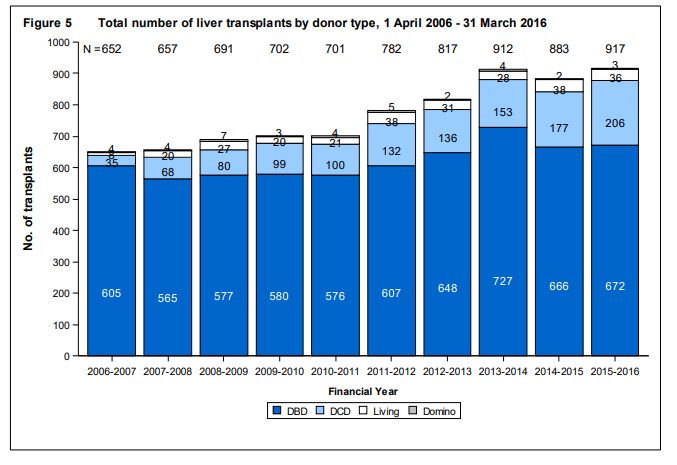 Figure 5 Total number of liver transplants by donor type, 1 April 2006 - 31 March 2016
N = 652 657 691 702 701 782 817 912 883 917
No. of transplants
1000
900
800
700
600
500
400
300
200
100
0
4 4 7 3 4 5 2 4 2 3
8 20 27 20 21 38 31 28 38 36
35 68 80 99 100 132 136 153 177 206
605 565 577 580 576 607 648 727 666 672
2006-2007 2007-2008 2008-2009 2009-2010 2010-2011 2011-2012 2012-2013 2013-2014 2014-2015 2015-2016
Financial Year
DBD DCD Living Domino